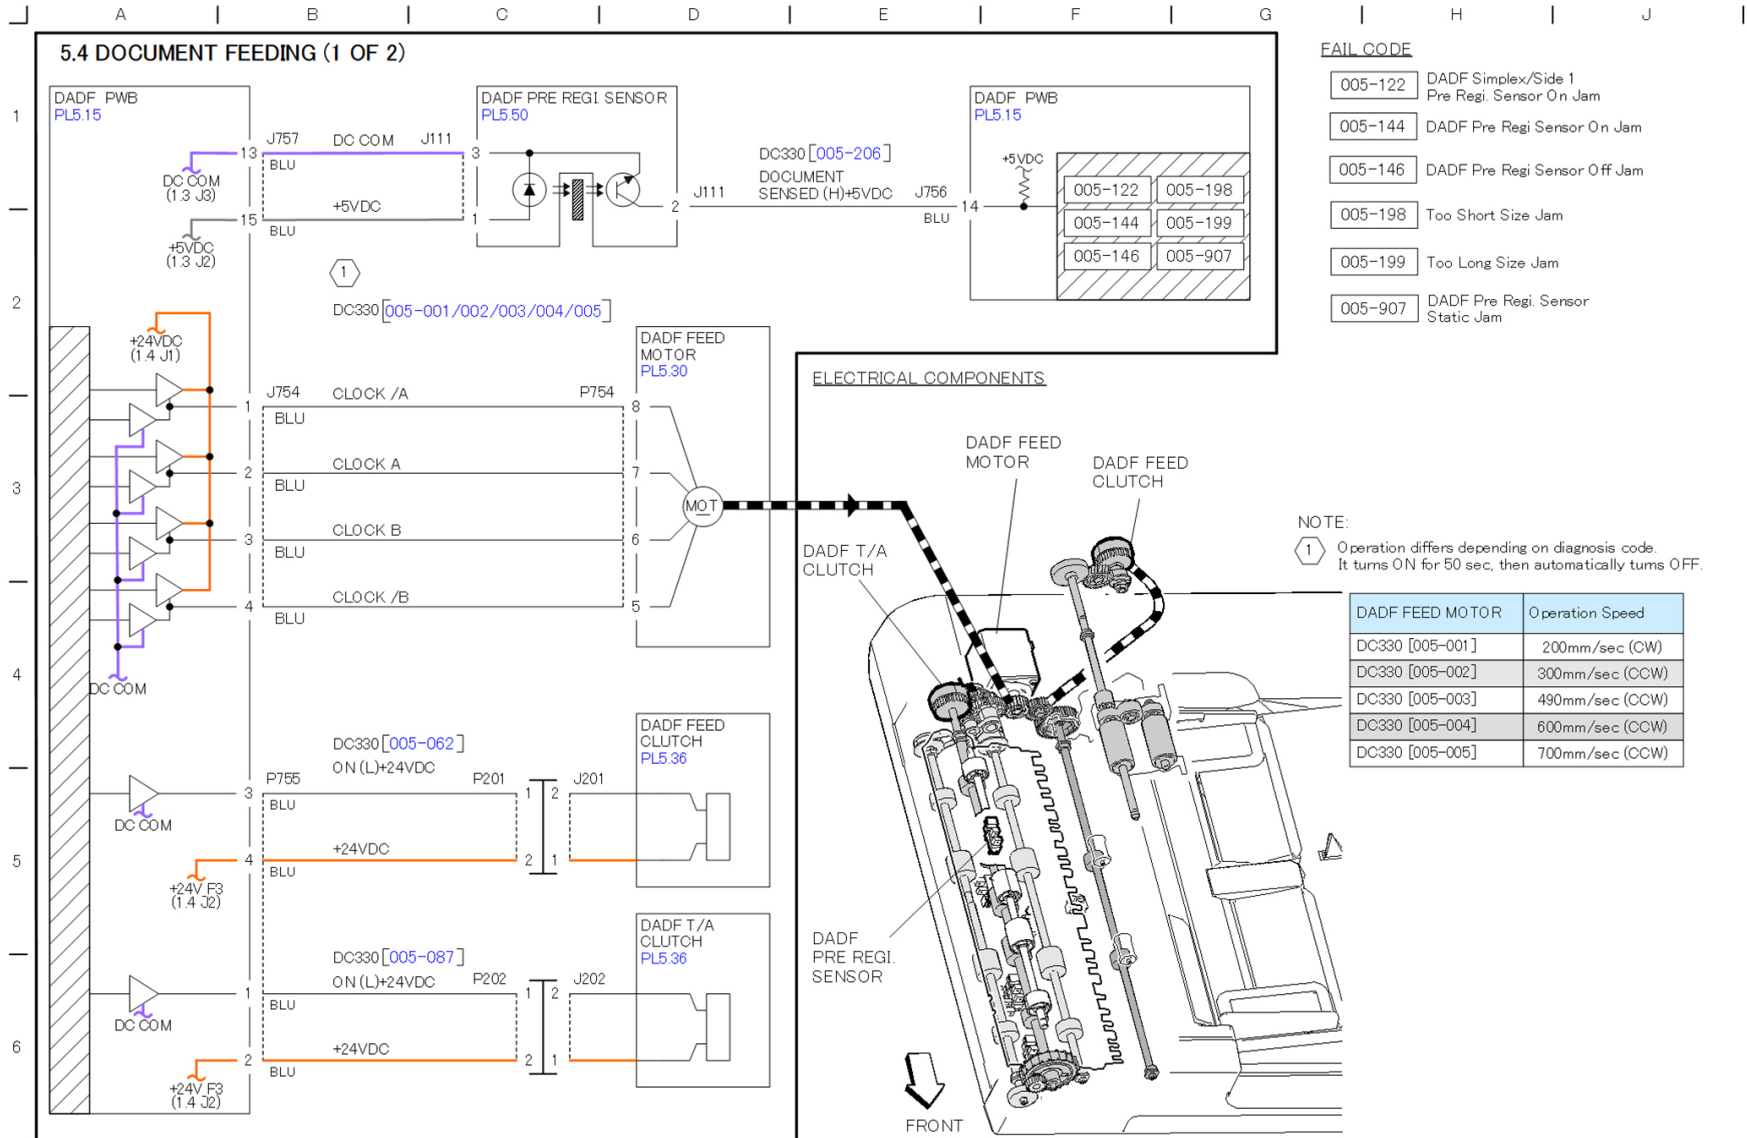 A B C D E F G H J
5.4 DOCUMENT FEEDING (1 OF 2)
1
DADF PWB
PL5.15
13
J757
DC COM
J111
3
BLU
DC COM
(1.3 J3)
15
+5VDC
1
BLU
+5VDC
(1.3 J2)
DADF PRE REGI. SENSOR
PL5.50
2
J111
DC330 [005-206]
DOCUMENT
SENSED (H)+5VDC
J756
BLU
14
DADF PWB
PL5.15
+5VDC
005-122 005-198
005-144 005-199
005-146 005-907
FAIL CODE
005-122 DADF Simplex/Side 1
Pre Regi. Sensor On Jam
005-144 DADF Pre Regi Sensor On Jam
005-146 DADF Pre Regi Sensor Off Jam
005-198 Too Short Size Jam
005-199 Too Long Size Jam
005-907 DADF Pre Regi. Sensor
Static Jam
2
1
DC330 [005-001/002/003/004/005]
+24VDC
(1.4 J1)
DADF FEED
MOTOR
PL5.30
J754
CLOCK /A
P754
1
BLU
8
3
2
CLOCK A
BLU
7
MOT
3
CLOCK B
BLU
6
4
CLOCK /B
BLU
5
4
DC COM
DADF FEED
CLUTCH
PL5.36
DC330 [005-062]
ON (L)+24VDC
P755
3
BLU
P201
1 2
J201
DC COM
5
4
+24VDC
BLU
2 1
+24V F3
(1.4 J2)
DADF T/A
CLUTCH
PL5.36
DC330 [005-087]
ON (L)+24VDC
P202
J202
1
BLU
1 2
DC COM
6
2
+24VDC
BLU
2 1
+24V F3
(1.4 J2)
ELECTRICAL COMPONENTS
DADF FEED
MOTOR
DADF FEED
CLUTCH
DADF T/A
CLUTCH
DADF
PRE REGI.
SENSOR
FRONT
NOTE:
1 Operation differs depending on diagnosis code.
It turns ON for 50 sec, then automatically turns OFF.
DADF FEED MOTOR Operation Speed
DC330 [005-001] 200mm/sec (CW)
DC330 [005-002] 300mm/sec (CCW)
DC330 [005-003] 490mm/sec (CCW)
DC330 [005-004] 600mm/sec (CCW)
DC330 [005-005] 700mm/sec (CCW)